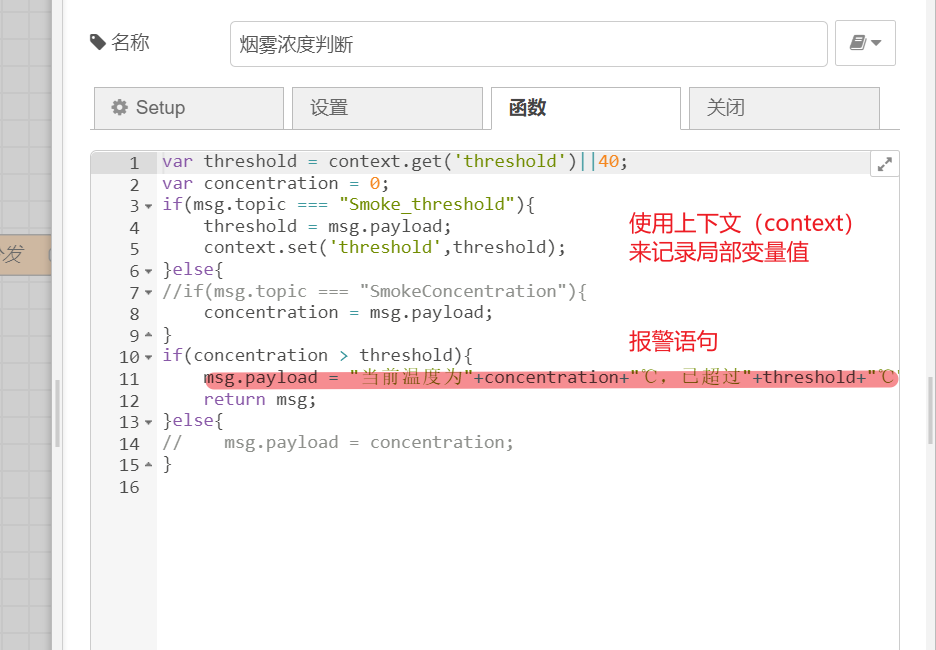 名称
烟雾浓度判断
Setup
设置
函数
关闭
1 var threshold = context.get('threshold')||40;
2 var concentration = 0;
3 if(msg.topic === "Smoke_threshold"){
4 threshold = msg.payload;
5 context.set('threshold',threshold);
6 }else{
7 //if(msg.topic === "SmokeConcentration"){
8 concentration = msg.payload;
9 }
10 if(concentration > threshold){
11 msg.payload = "当前温度为"+concentration+"℃，已超过"+threshold+"℃"
12 return msg;
13 }else{
14 // msg.payload = concentration;
15 }
16
使用上下文（context）
来记录局部变量值
报警语句
发